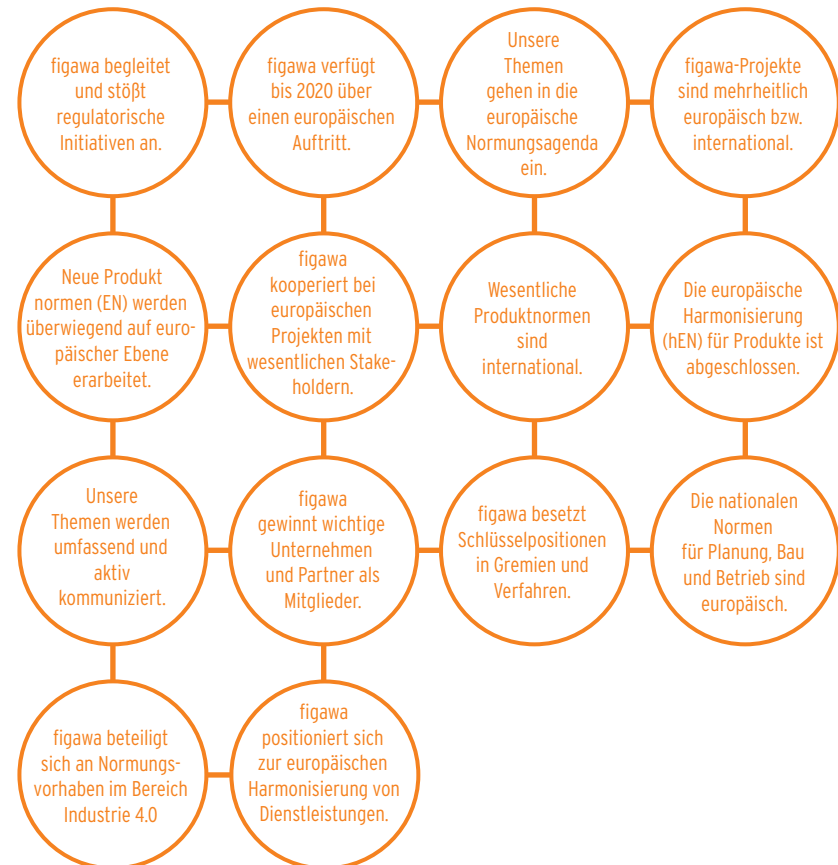 figawa begleitet
und stößt
regulatorische
Initiativen an.
figawa verfügt
bis 2020 über
einen europäischen
Auftritt.
Unsere
Themen
gehen in die
europäische
Normungsagenda
ein.
figawa-Projekte
sind mehrheitlich
europäisch bzw.
international.
Neue Produkt
normen (EN) werden
überwiegend auf euro-
päischer Ebene
erarbeitet.
figawa
kooperiert bei
europäischen
Projekten mit
wesentlichen Stake-
holdern.
Wesentliche
Produktnormen
sind
international.
Die europäische
Harmonisierung
(hEN) für Produkte ist
abgeschlossen.
Unsere
Themen werden
umfassend und
aktiv
kommuniziert.
figawa
gewinnt wichtige
Unternehmen
und Partner als
Mitglieder.
figawa besetzt
Schlüsselpositionen
in Gremien und
Verfahren.
Die nationalen
Normen
für Planung, Bau
und Betrieb sind
europäisch.
figawa beteiligt
sich an Normungs-
vorhaben im Bereich
Industrie 4.0
figawa
positioniert sich
zur europäischen
Harmonisierung von
Dienstleistungen.